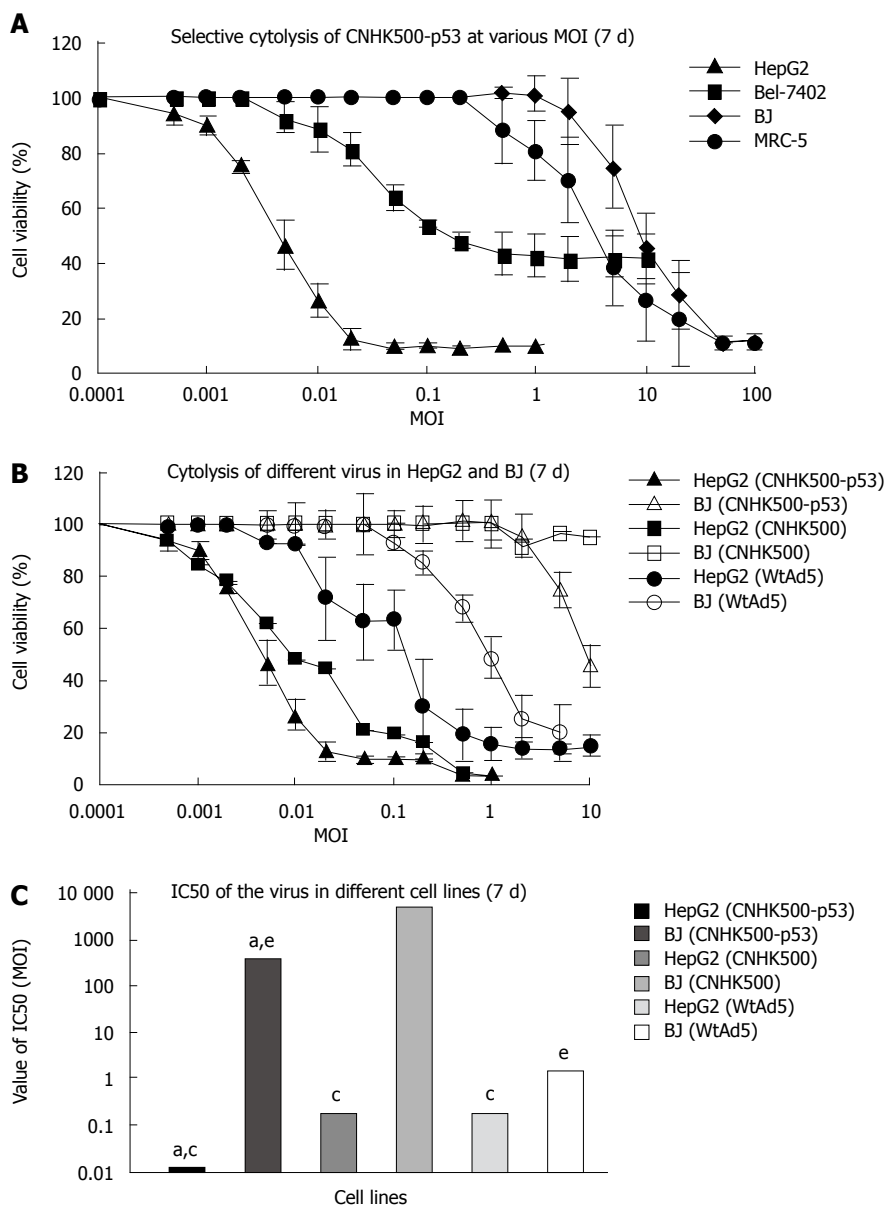 A
Selective cytolysis of CNHK500-p53 at various MOI (7 d)
120
100
80
60
40
20
0
Cell viability (%)
0.0001
0.001
0.01
0.1
1
10
100
MOI
HepG2
Bel-7402
BJ
MRC-5
B
Cytolysis of different virus in HepG2 and BJ (7 d)
120
100
80
60
40
20
0
Cell viability (%)
0.0001
0.001
0.01
0.1
1
10
MOI
HepG2 (CNHK500-p53)
BJ (CNHK500-p53)
HepG2 (CNHK500)
BJ (CNHK500)
HepG2 (WtAd5)
BJ (WtAd5)
C
IC50 of the virus in different cell lines (7 d)
10 000
1000
100
10
1
0.1
0.01
Value of IC50 (MOI)
a,c
a,e
c
c
e
Cell lines
HepG2 (CNHK500-p53)
BJ (CNHK500-p53)
HepG2 (CNHK500)
BJ (CNHK500)
HepG2 (WtAd5)
BJ (WtAd5)